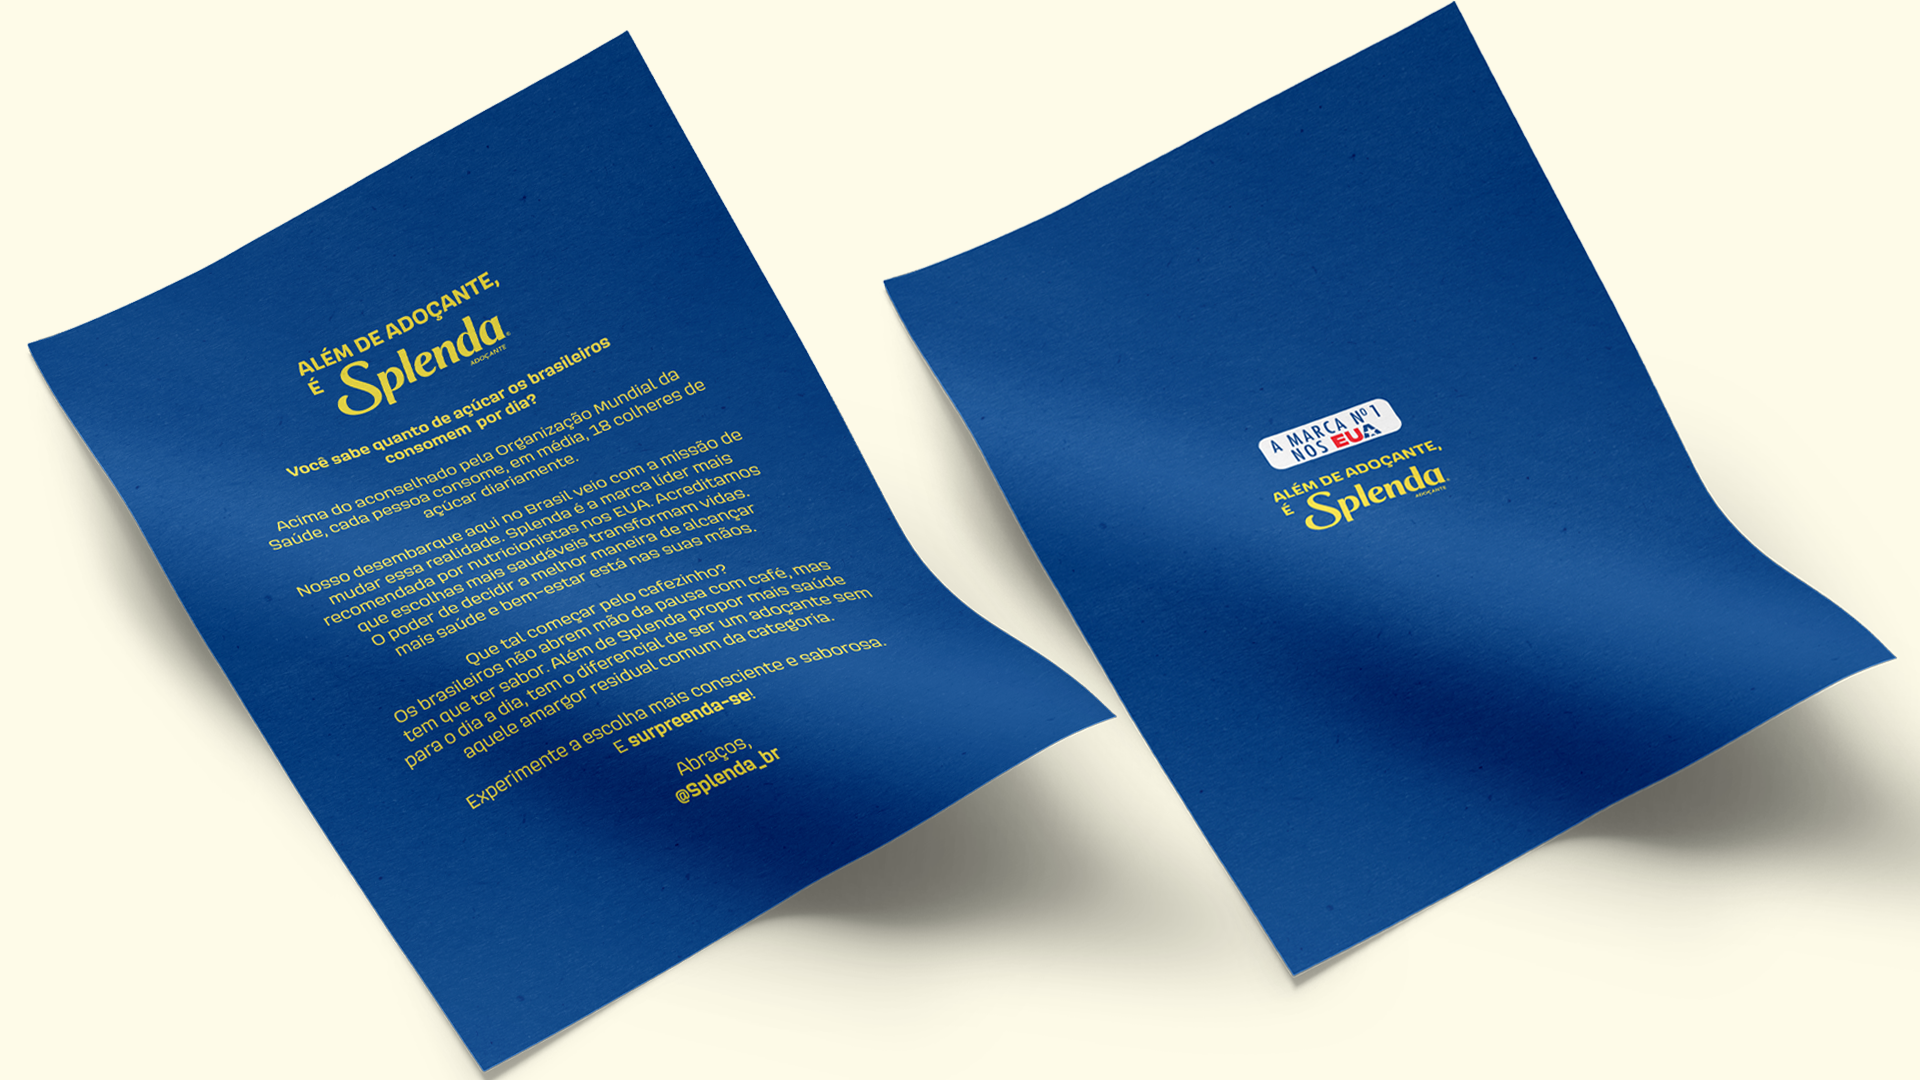 ALÉM DE ADOÇANTE,
É Splenda®
ADOÇANTE
Você sabe quanto de açúcar os brasileiros
consomem por dia?
Acima do aconselhado pela Organização Mundial da
Saúde, cada pessoa consome, em média, 18 colheres de
açúcar diariamente.
Nosso desembarque aqui no Brasil veio com a missão de
mudar essa realidade. Splenda é a marca líder mais
recomendada por nutricionistas nos EUA. Acreditamos
que escolhas mais saudáveis transformam vidas.
O poder de decidir a melhor maneira de alcançar
mais saúde e bem-estar está nas suas mãos.
Que tal começar pelo cafezinho?
Os brasileiros não abrem mão da pausa com café, mas
tem que ter sabor. Além de Splenda propor mais saúde
para o dia a dia, tem o diferencial de ser um adoçante sem
aquele amargor residual comum da categoria.
Experimente a escolha mais consciente e saborosa.
E surpreenda-se!
Abraços,
@Splenda_br
A MARCA Nº 1
NOS EUA
ALÉM DE ADOÇANTE,
É Splenda®
ADOÇANTE